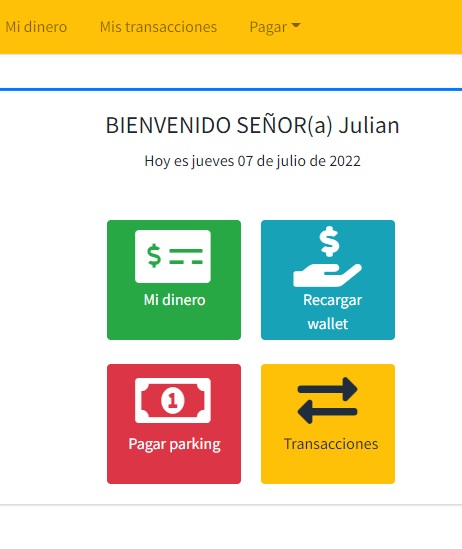 Mi dinero Mis transacciones Pagar
BIENVENIDO SEÑOR(a) Julian
Hoy es jueves 07 de julio de 2022
$
$
Mi dinero
Recargar
wallet
1
Pagar parking
Transacciones